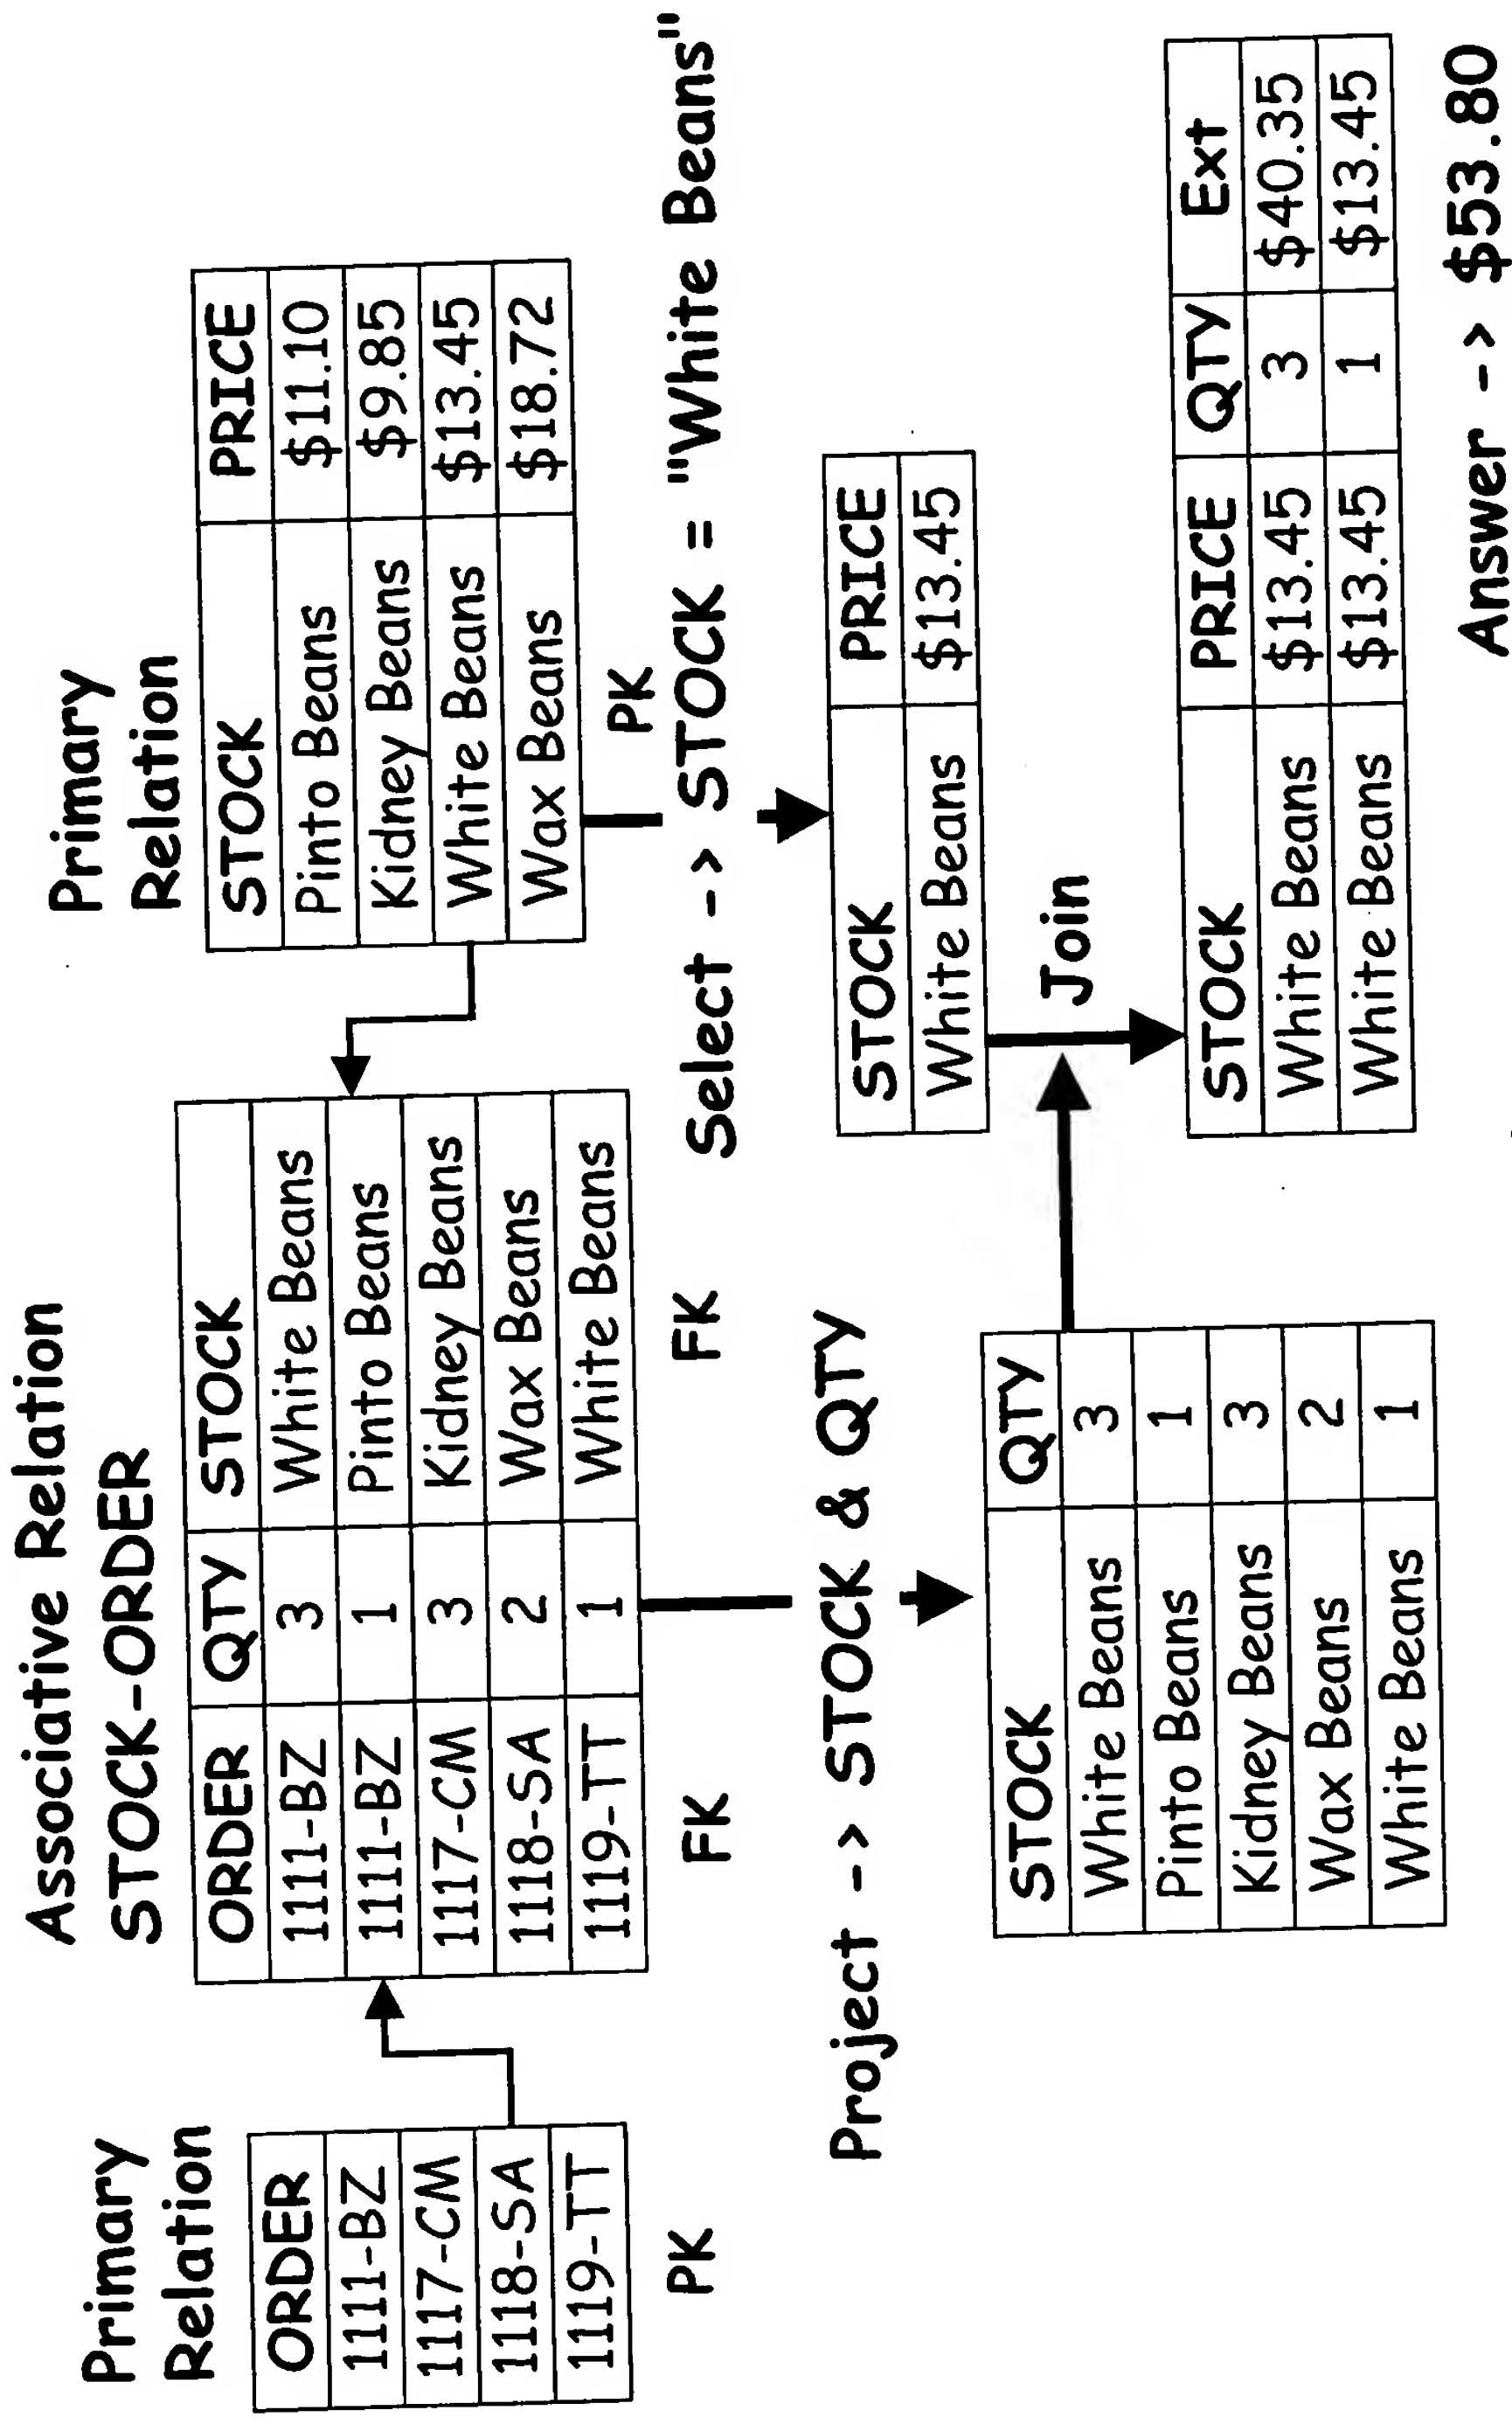 Primary
Relation
ORDER
1111-BZ
1117-CM
1118-SA
1119-TT
PK
Associative Relation
STOCK-ORDER
ORDER QTY STOCK
1111-BZ 3 White Beans
1111-BZ 1 Pinto Beans
1117-CM 3 Kidney Beans
1118-SA 2 Wax Beans
1119-TT 1 White Beans
FK FK
Primary
Relation
STOCK PRICE
Pinto Beans $11.10
Kidney Beans $9.85
White Beans $13.45
Wax Beans $18.72
PK
Select -> STOCK = "White Beans"
Project -> STOCK & QTY
STOCK QTY
White Beans 3
Pinto Beans 1
Kidney Beans 3
Wax Beans 2
White Beans 1
STOCK PRICE
White Beans $13.45
Join
STOCK PRICE QTY Ext
White Beans $13.45 3 $40.35
White Beans $13.45 1 $13.45
Answer -> $53.80